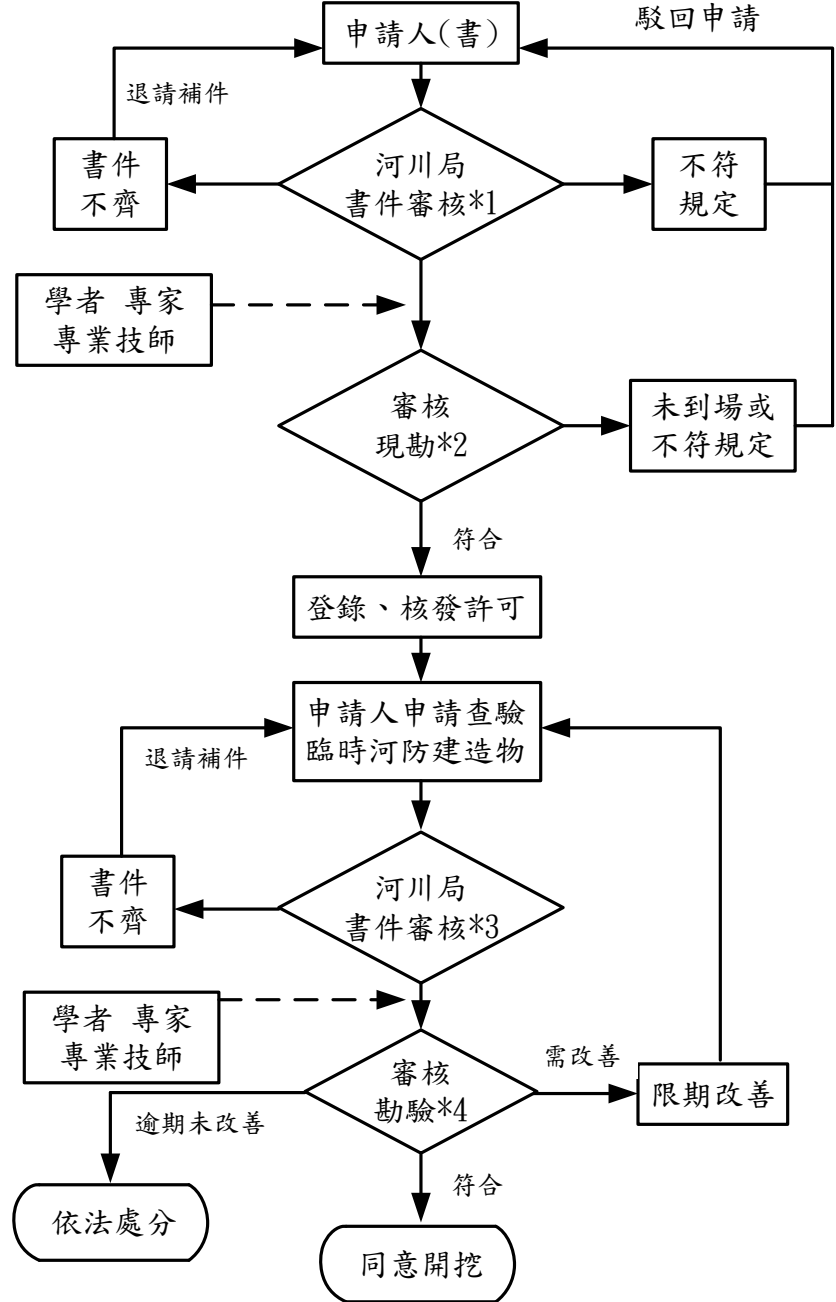 申請人(書)
駁回申請
退請補件
書件
不齊
河川局
書件審核*1
不符
規定
學者 專家
專業技師
審核
現勘*2
未到場或
不符規定
符合
登錄、核發許可
申請人申請查驗
臨時河防建造物
退請補件
書件
不齊
河川局
書件審核*3
學者 專家
專業技師
審核
勘驗*4
需改善
限期改善
逾期未改善
符合
依法處分
同意開挖